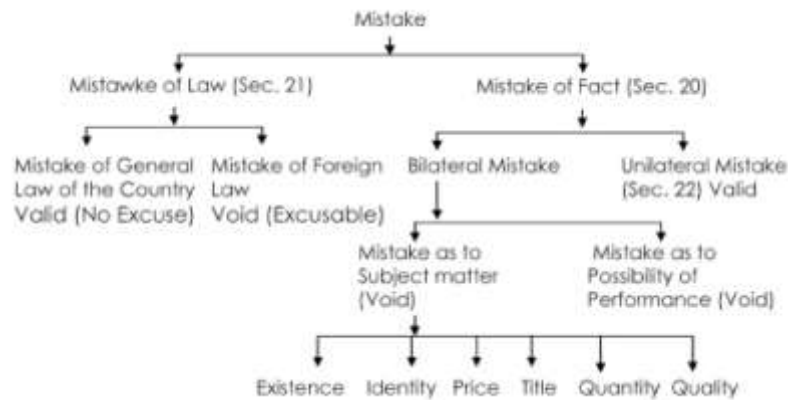 Mistake
Mistawke of Law (Sec. 21)
Mistake of Fact (Sec. 20)
Mistake of General
Law of the Country
Valid (No Excuse)
Mistake of Foreign
Law
Void (Excusable)
Bilateral Mistake
Unilateral Mistake
(Sec. 22) Valid
Mistake as to
Subject matter
(Void)
Mistake as to
Possibility of
Performance (Void)
Existence
Identity
Price
Title
Quantity
Quality